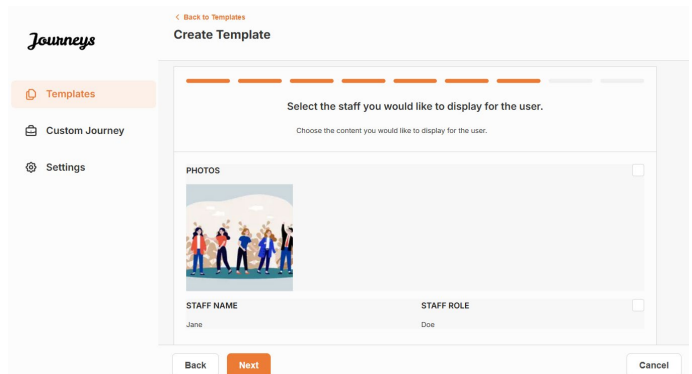 < Back to Templates
Journeys
Create Template
Templates
Custom Journey
Settings
Select the staff you would like to display for the user.
Choose the content you would like to display for the user.
PHOTOS
STAFF NAME STAFF ROLE
Jane Doe
Back Next Cancel